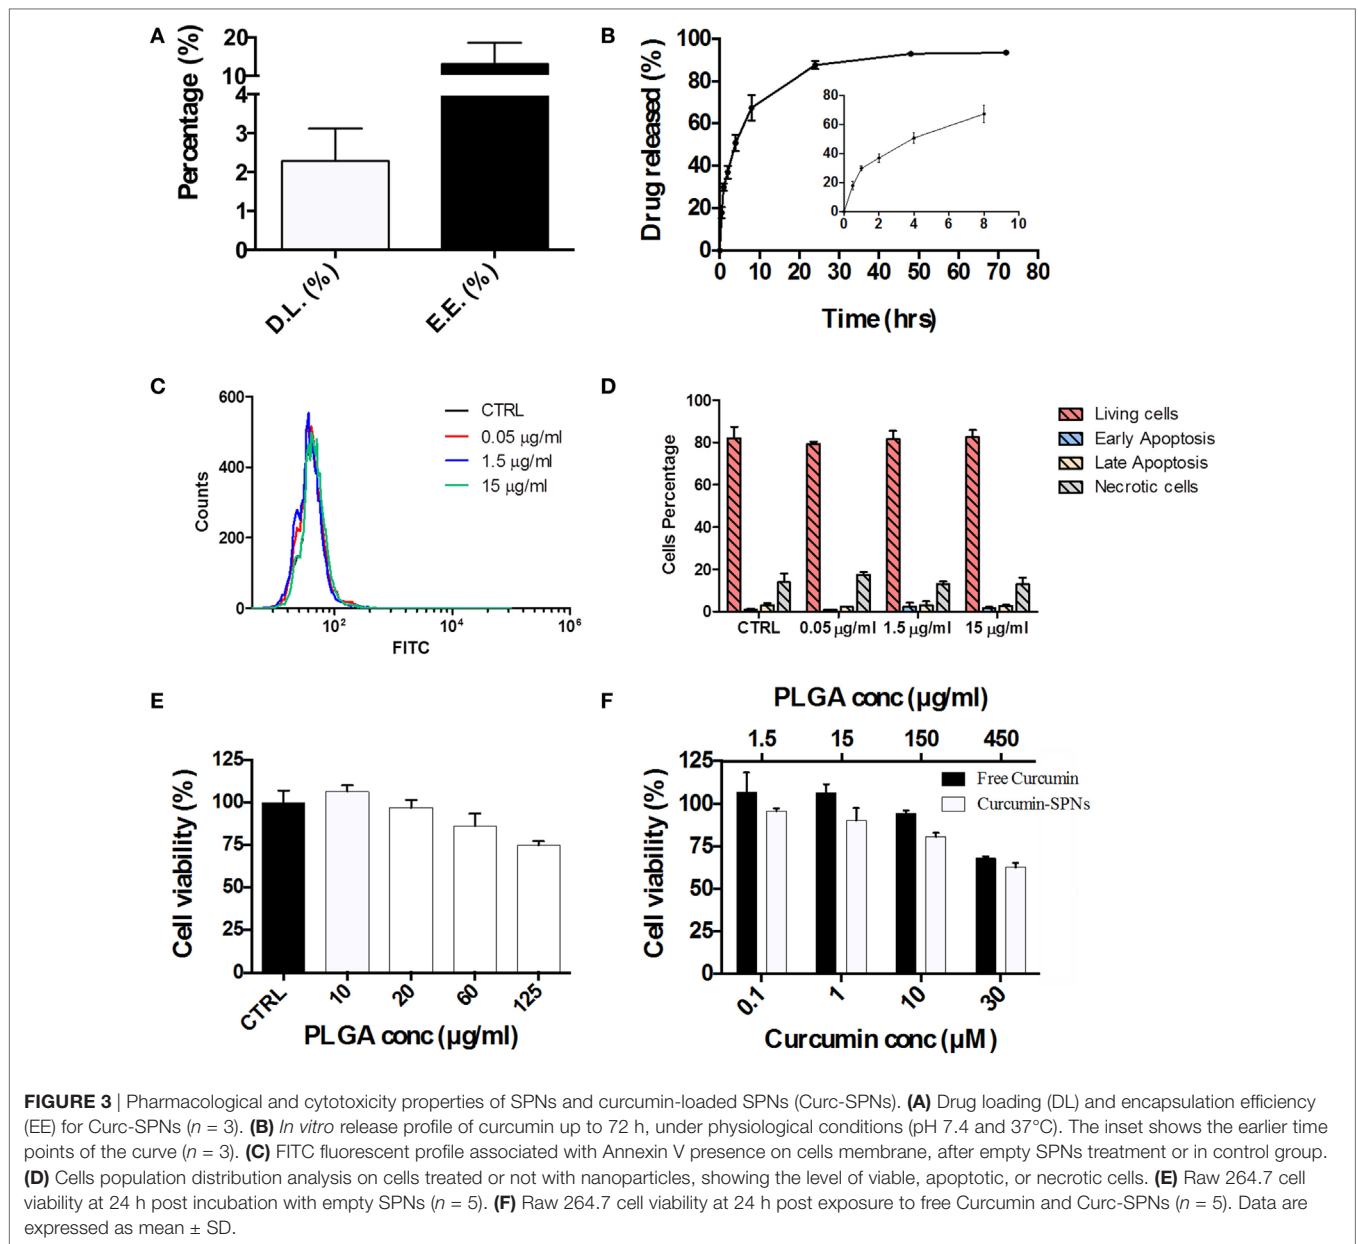 A
Percentage (%)
20
10
4
3
2
1
0
D.L. (%)
E.E. (%)
B
Drug released (%)
100
80
60
40
20
0
0 10 20 30 40 50 60 70 80
Time (hrs)
80
60
40
20
0
0 2 4 6 8 10
C
Counts
600
400
200
0
10² 10⁴ 10⁶
FITC
CTRL
0.05 µg/ml
1.5 µg/ml
15 µg/ml
D
Cells Percentage
100
80
60
40
20
0
CTRL 0.05 µg/ml 1.5 µg/ml 15 µg/ml
Living cells
Early Apoptosis
Late Apoptosis
Necrotic cells
E
Cell viability (%)
125
100
75
50
25
0
CTRL 10 20 60 125
PLGA conc (µg/ml)
F
PLGA conc (µg/ml)
1.5 15 150 450
Cell viability (%)
125
100
75
50
25
0
Free Curcumin
Curcumin-SPNs
0.1 1 10 30
Curcumin conc (µM)
FIGURE 3 | Pharmacological and cytotoxicity properties of SPNs and curcumin-loaded SPNs (Curc-SPNs). (A) Drug loading (DL) and encapsulation efficiency
(EE) for Curc-SPNs (n = 3). (B) In vitro release profile of curcumin up to 72 h, under physiological conditions (pH 7.4 and 37°C). The inset shows the earlier time
points of the curve (n = 3). (C) FITC fluorescent profile associated with Annexin V presence on cells membrane, after empty SPNs treatment or in control group.
(D) Cells population distribution analysis on cells treated or not with nanoparticles, showing the level of viable, apoptotic, or necrotic cells. (E) Raw 264.7 cell
viability at 24 h post incubation with empty SPNs (n = 5). (F) Raw 264.7 cell viability at 24 h post exposure to free Curcumin and Curc-SPNs (n = 5). Data are
expressed as mean ± SD.